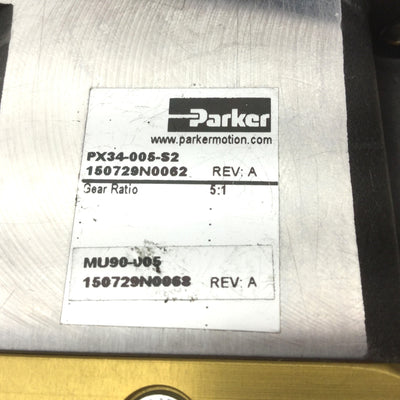 Parker
www.parkermotion.com
PX34-005-S2
150729N0062 REV: A
Gear Ratio 5:1
MU90-005
150729N0068 REV: A